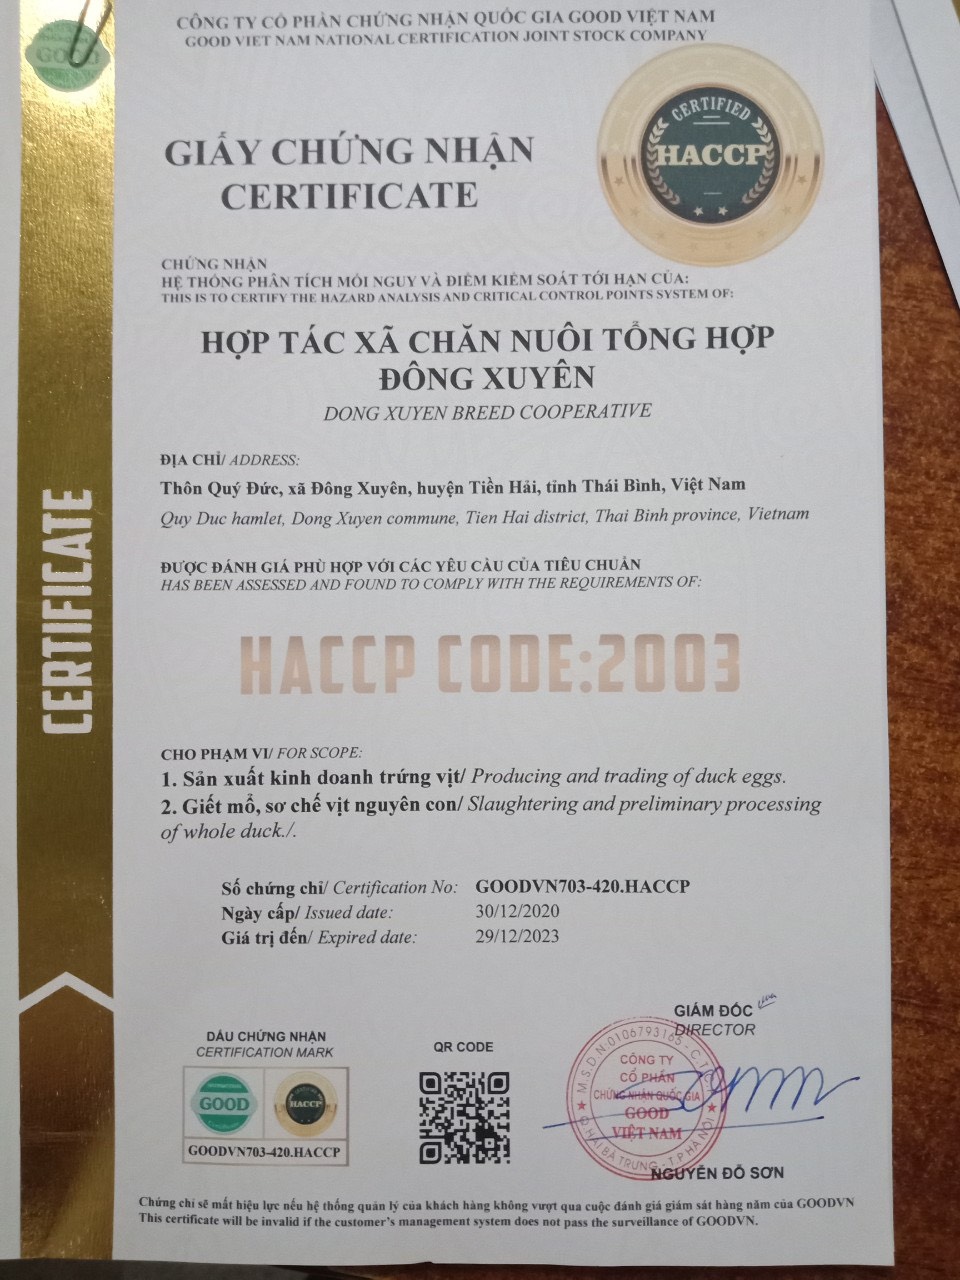 CÔNG TY CỔ PHẦN CHỨNG NHẬN QUỐC GIA GOOD VIỆT NAM
GOOD VIET NAM NATIONAL CERTIFICATION JOINT STOCK COMPANY
GOOD
CERTIFIED
HACCP
GIẤY CHỨNG NHẬN
CERTIFICATE
CHỨNG NHẬN
HỆ THỐNG PHÂN TÍCH MỐI NGUY VÀ ĐIỂM KIỂM SOÁT TỚI HẠN CỦA:
THIS IS TO CERTIFY THE HAZARD ANALYSIS AND CRITICAL CONTROL POINTS SYSTEM OF:
HỢP TÁC XÃ CHĂN NUÔI TỔNG HỢP
ĐÔNG XUYÊN
DONG XUYEN BREED COOPERATIVE
ĐỊA CHỈ/ ADDRESS:
Thôn Quý Đức, xã Đông Xuyên, huyện Tiền Hải, tỉnh Thái Bình, Việt Nam
Quy Duc hamlet, Dong Xuyen commune, Tien Hai district, Thai Binh province, Vietnam
ĐƯỢC ĐÁNH GIÁ PHÙ HỢP VỚI CÁC YÊU CẦU CỦA TIÊU CHUẨN
HAS BEEN ASSESSED AND FOUND TO COMPLY WITH THE REQUIREMENTS OF:
CERTIFICATE
HACCP CODE:2003
CHO PHẠM VI/ FOR SCOPE:
1. Sản xuất kinh doanh trứng vịt/ Producing and trading of duck eggs.
2. Giết mổ, sơ chế vịt nguyên con/ Slaughtering and preliminary processing
of whole duck./.
Số chứng chỉ/ Certification No: GOODVN703-420.HACCP
Ngày cấp/ Issued date: 30/12/2020
Giá trị đến/ Expired date: 29/12/2023
GIÁM ĐỐC
DIRECTOR
DẤU CHỨNG NHẬN
CERTIFICATION MARK
QR CODE
GOOD
HACCP
GOODVN703-420.HACCP
M.S.D.N:0106793165-C.T.
CÔNG TY
CỔ PHẦN
CHỨNG NHẬN QUỐC GIA
GOOD
VIỆT NAM
Q.HAI BÀ TRƯNG - T.P HÀ NỘI
NGUYỄN ĐỖ SƠN
Chứng chỉ sẽ mất hiệu lực nếu hệ thống quản lý của khách hàng không vượt qua cuộc đánh giá giám sát hàng năm của GOODVN
This certificate will be invalid if the customer's management system does not pass the surveillance of GOODVN.